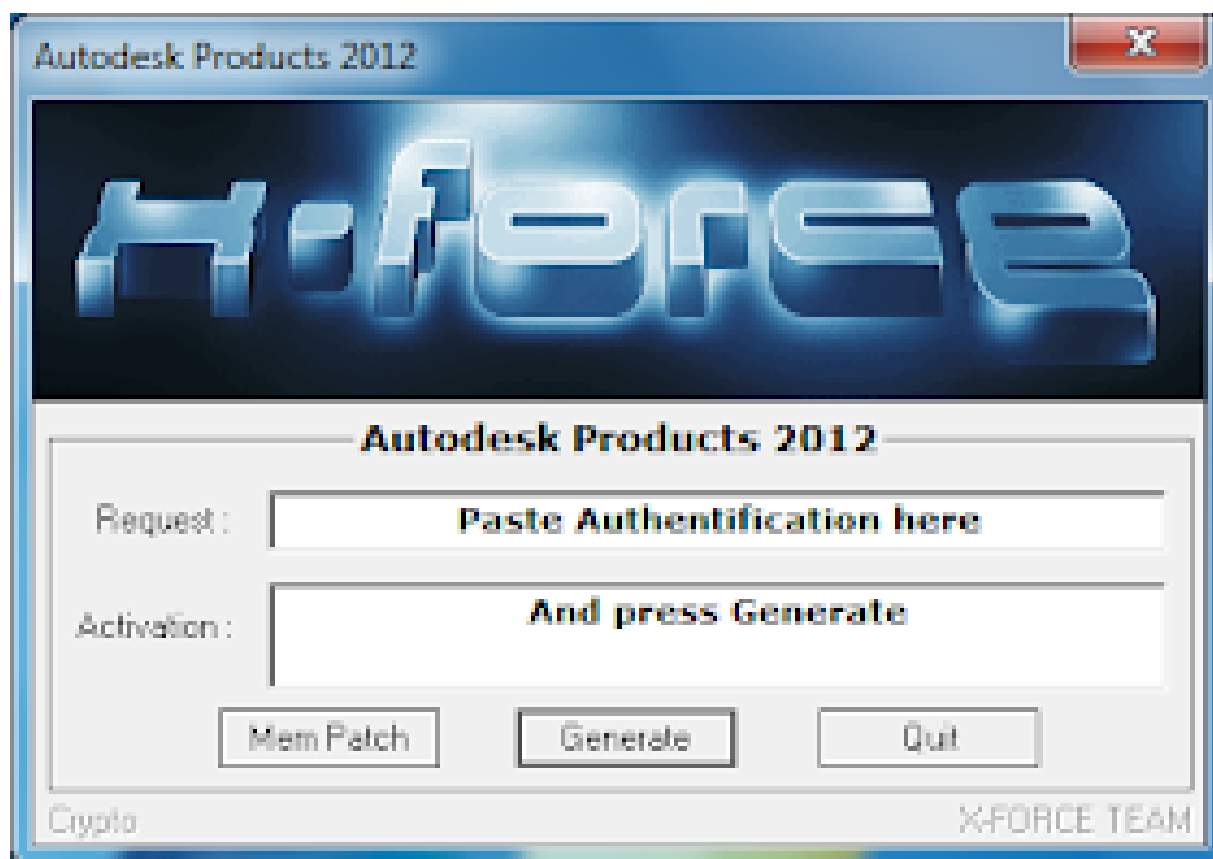 Autodesk Products 2012
X-force
Autodesk Products 2012
Request :
Paste Authentification here
Activation :
And press Generate
Mem Patch
Generate
Quit
Crypto
X-FORCE TEAM